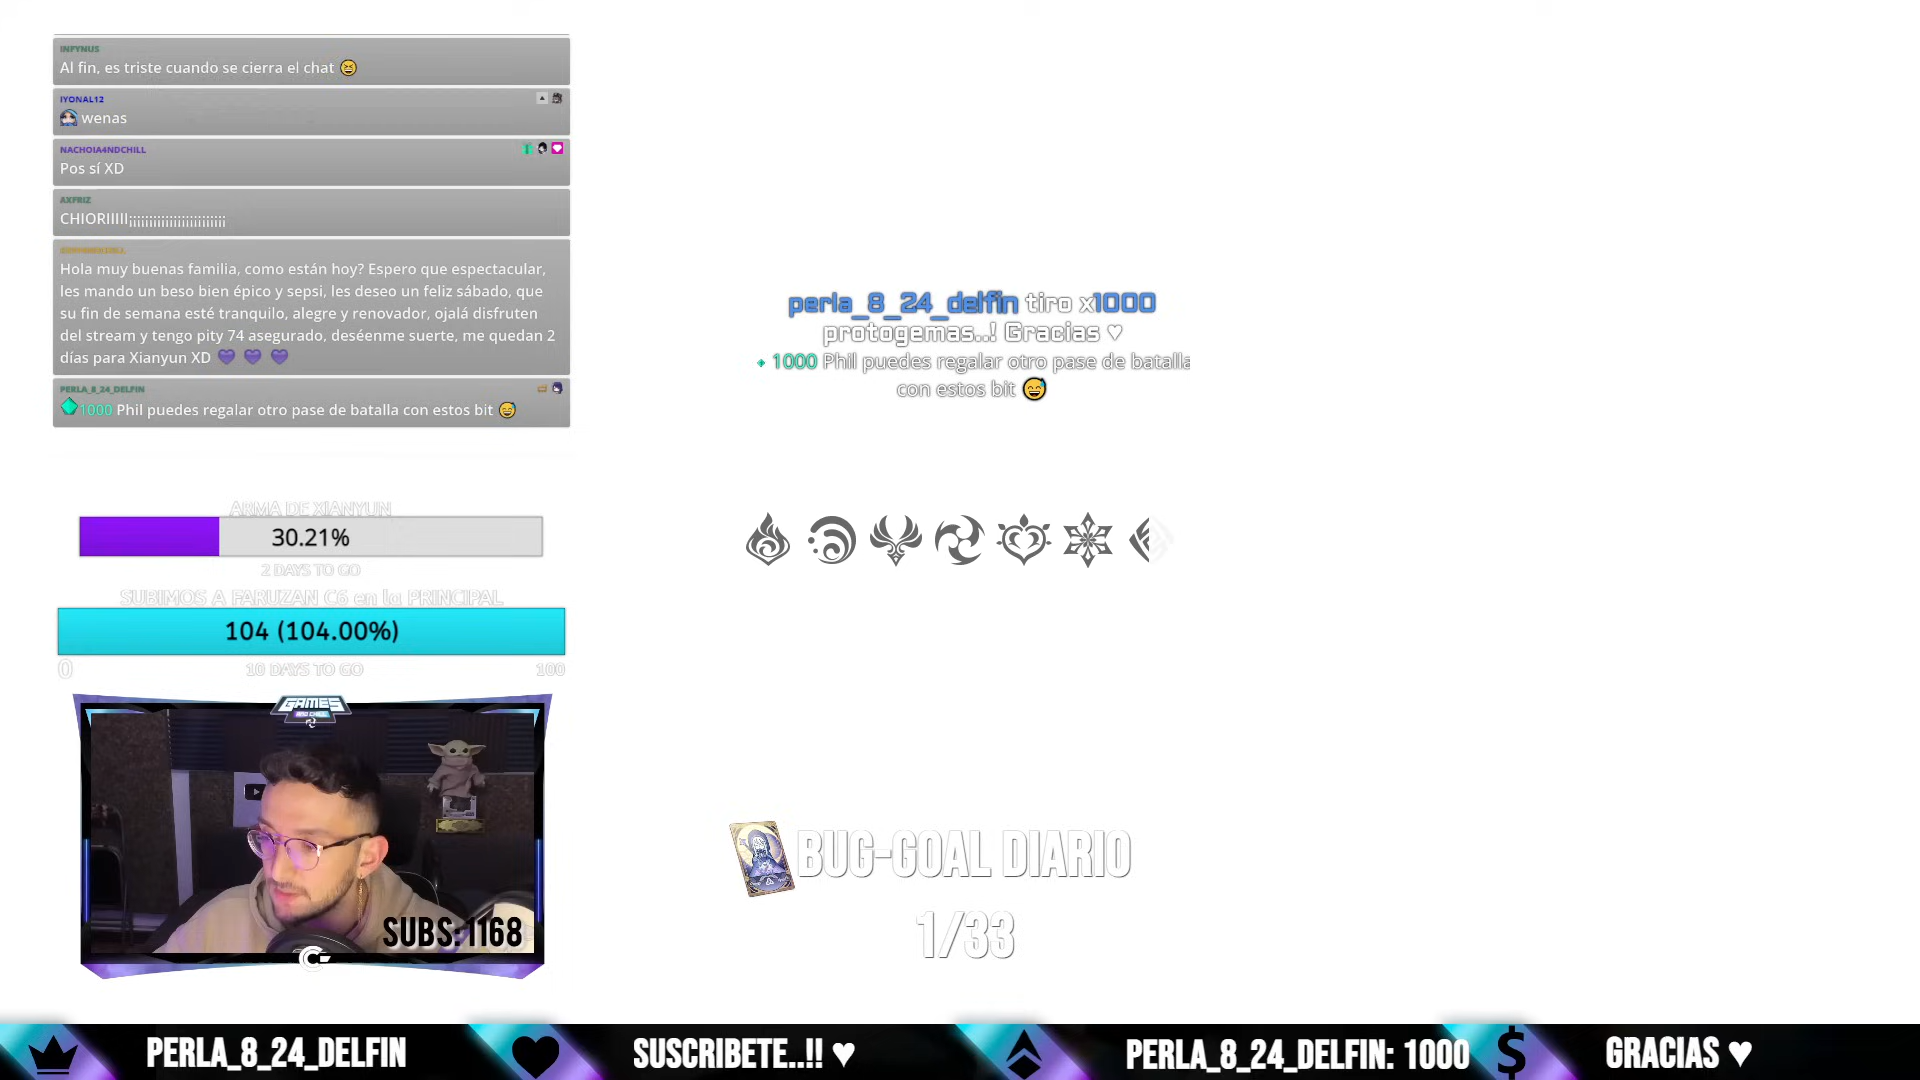 INPYNUS
Al fin, es triste cuando se cierra el chat 😆
IYONAL12
wenas
NACHOIA4NDCHILL
Pos sí XD
AXFRIZ
CHIORIIIII¡¡¡¡¡¡¡¡¡¡¡¡¡¡¡¡¡¡¡¡¡¡¡
Hola muy buenas familia, como están hoy? Espero que espectacular,
les mando un beso bien épico y sepsi, les deseo un feliz sábado, que
su fin de semana esté tranquilo, alegre y renovador, ojalá disfruten
del stream y tengo pity 74 asegurado, deséenme suerte, me quedan 2
días para Xianyun XD 💜 💜 💜
PERLA_8_24_DELFIN
1000 Phil puedes regalar otro pase de batalla con estos bit 😅
perla_8_24_delfin tiro x1000
protogemas..! Gracias ♥
1000 Phil puedes regalar otro pase de batalla
con estos bit 😅
ARMA DE XIANYUN
30.21%
2 DAYS TO GO
SUBIMOS A FARUZAN C6 en la PRINCIPAL
104 (104.00%)
0
10 DAYS TO GO
100
GAMES
AND CHILL
SUBS: 1168
BUG-GOAL DIARIO
1/33
PERLA_8_24_DELFIN
SUSCRIBETE..!! ♥
PERLA_8_24_DELFIN: 1000
GRACIAS ♥